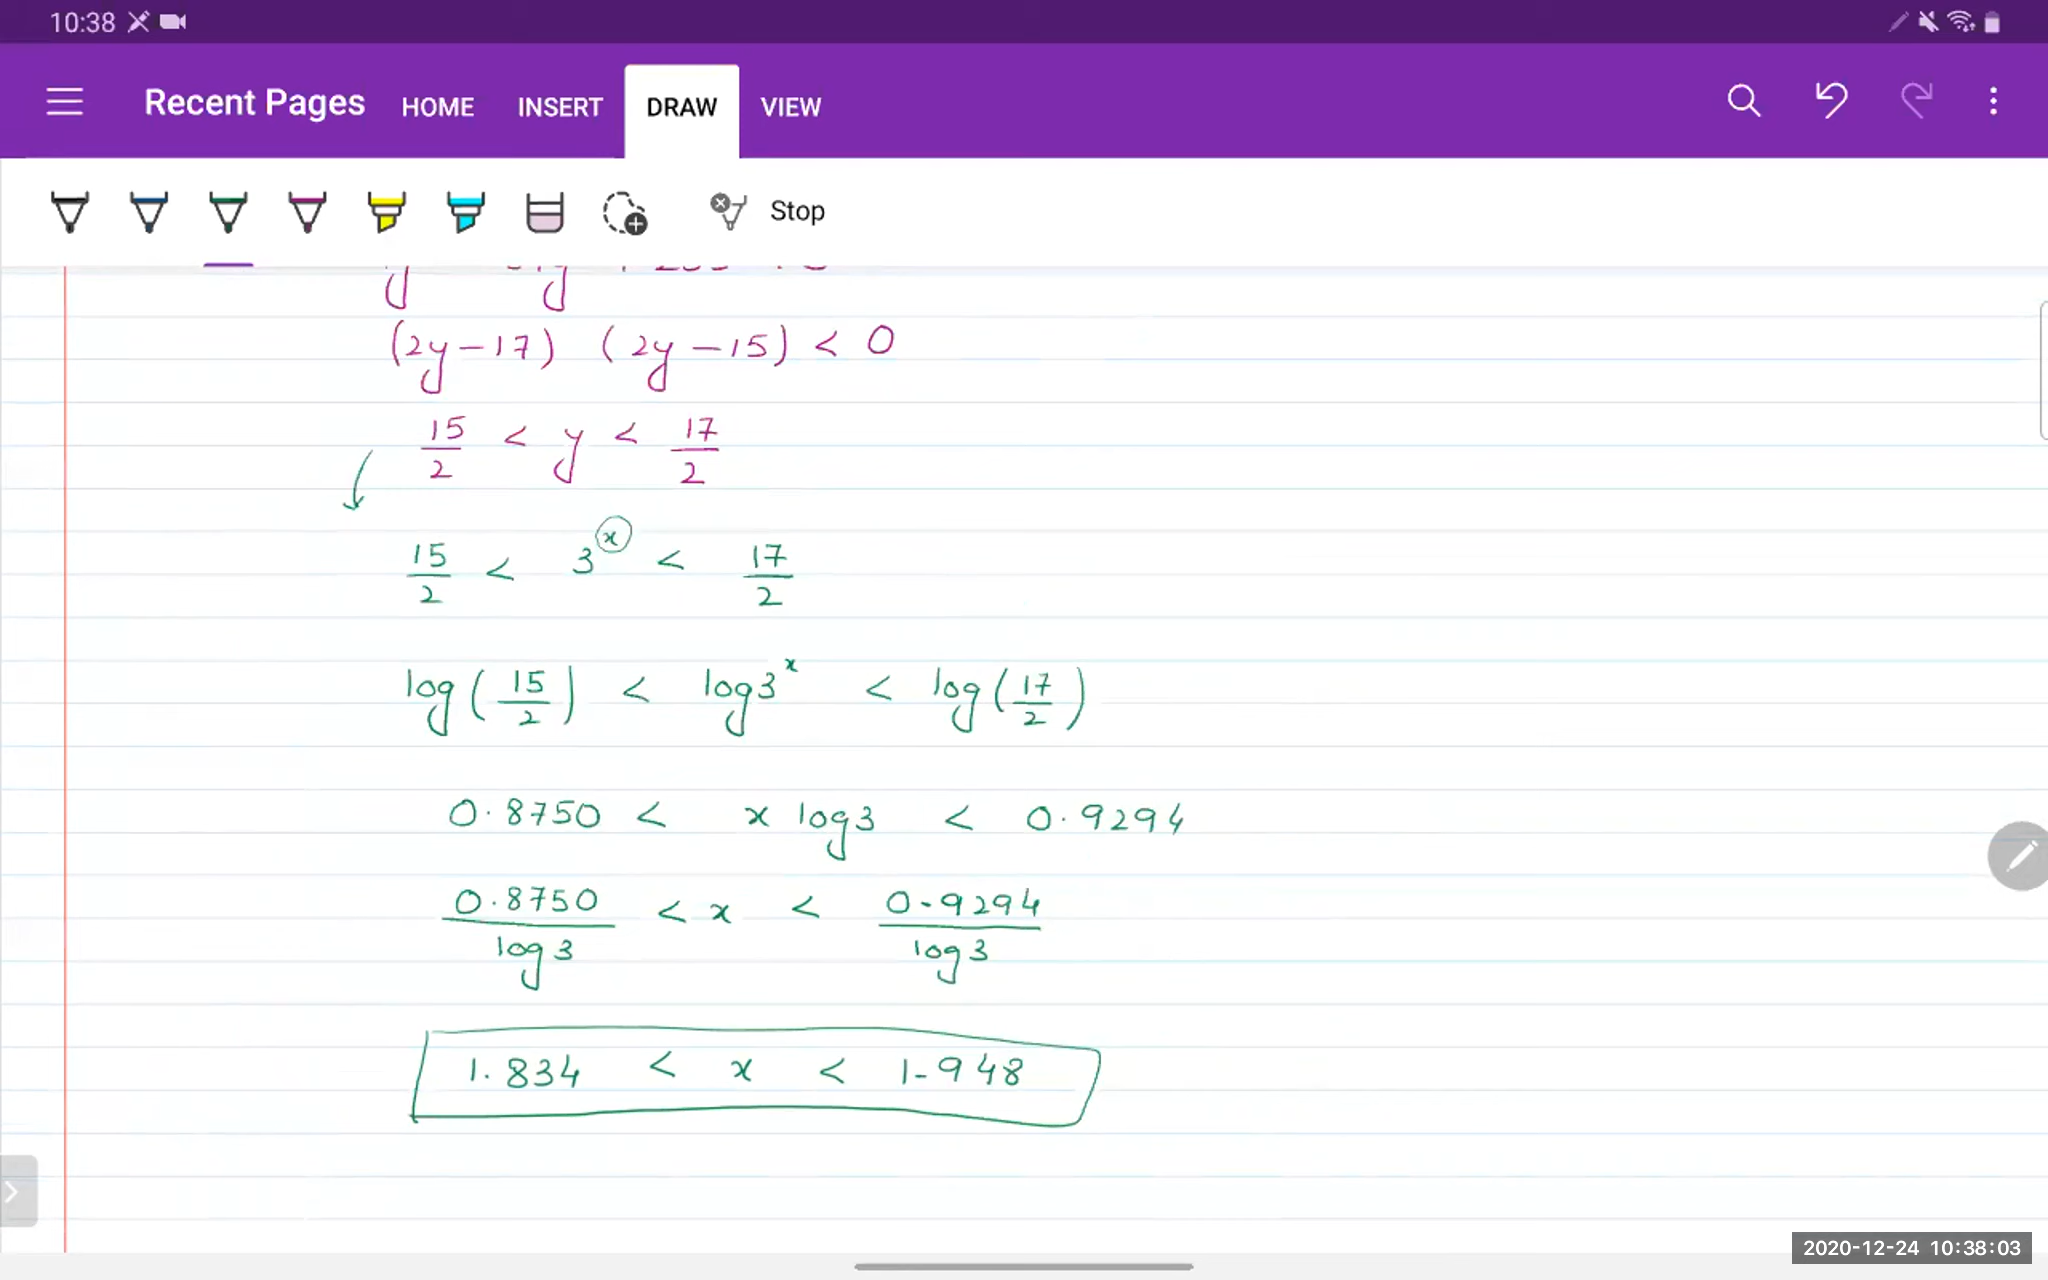 10:38
Recent Pages HOME INSERT DRAW VIEW
Stop
(2y-17) (2y-15) < 0
15/2 < y < 17/2
15/2 < 3^x < 17/2
log(15/2) < log3^x < log(17/2)
0.8750 < x log3 < 0.9294
0.8750/log3 < x < 0.9294/log3
1.834 < x < 1.948
2020-12-24 10:38:03